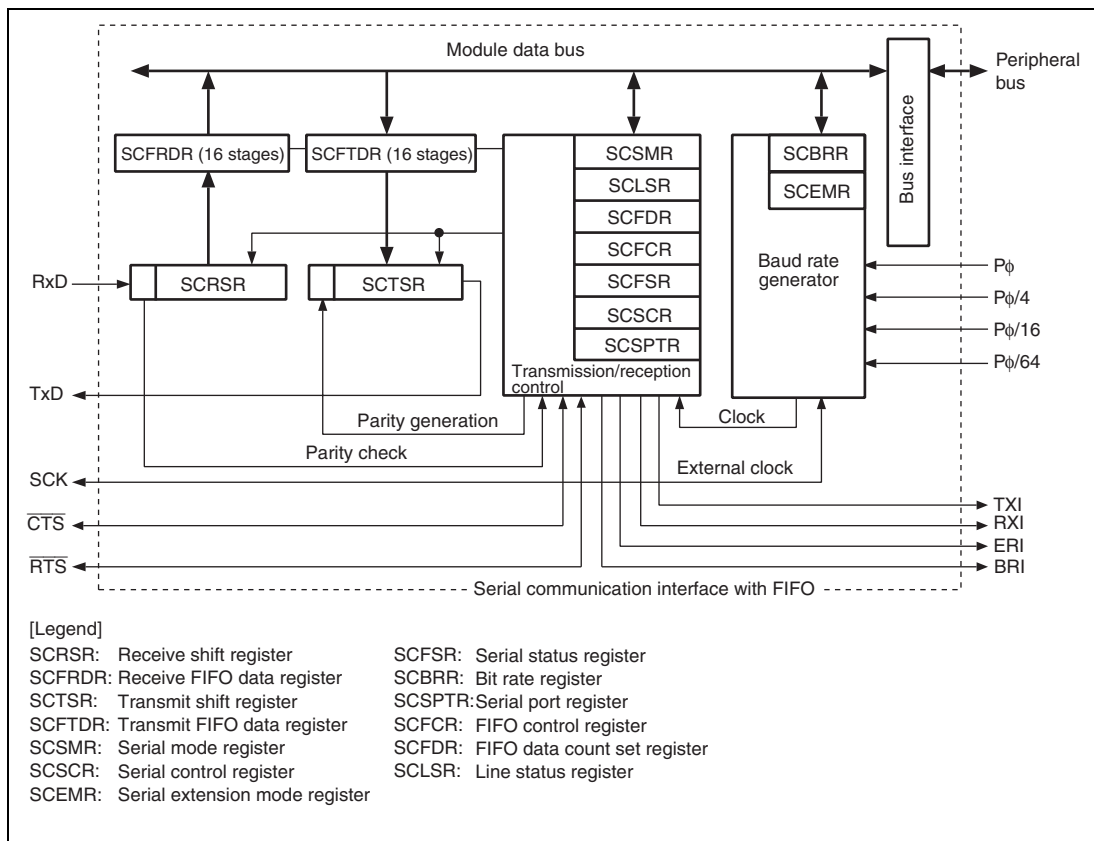 Module data bus
Peripheral
bus
Bus interface
SCFRDR (16 stages)
SCFTDR (16 stages)
SCSMR
SCLSR
SCFDR
SCFCR
SCFSR
SCSCR
SCSPTR
Transmission/reception
control
SCBRR
SCEMR
Baud rate
generator
RxD
SCRSR
SCTSR
Pϕ
Pϕ/4
Pϕ/16
Pϕ/64
TxD
Parity generation
Clock
Parity check
SCK
External clock
CTS
RTS
TXI
RXI
ERI
BRI
Serial communication interface with FIFO
[Legend]
SCRSR: Receive shift register
SCFRDR: Receive FIFO data register
SCTSR: Transmit shift register
SCFTDR: Transmit FIFO data register
SCSMR: Serial mode register
SCSCR: Serial control register
SCEMR: Serial extension mode register
SCFSR: Serial status register
SCBRR: Bit rate register
SCSPTR: Serial port register
SCFCR: FIFO control register
SCFDR: FIFO data count set register
SCLSR: Line status register